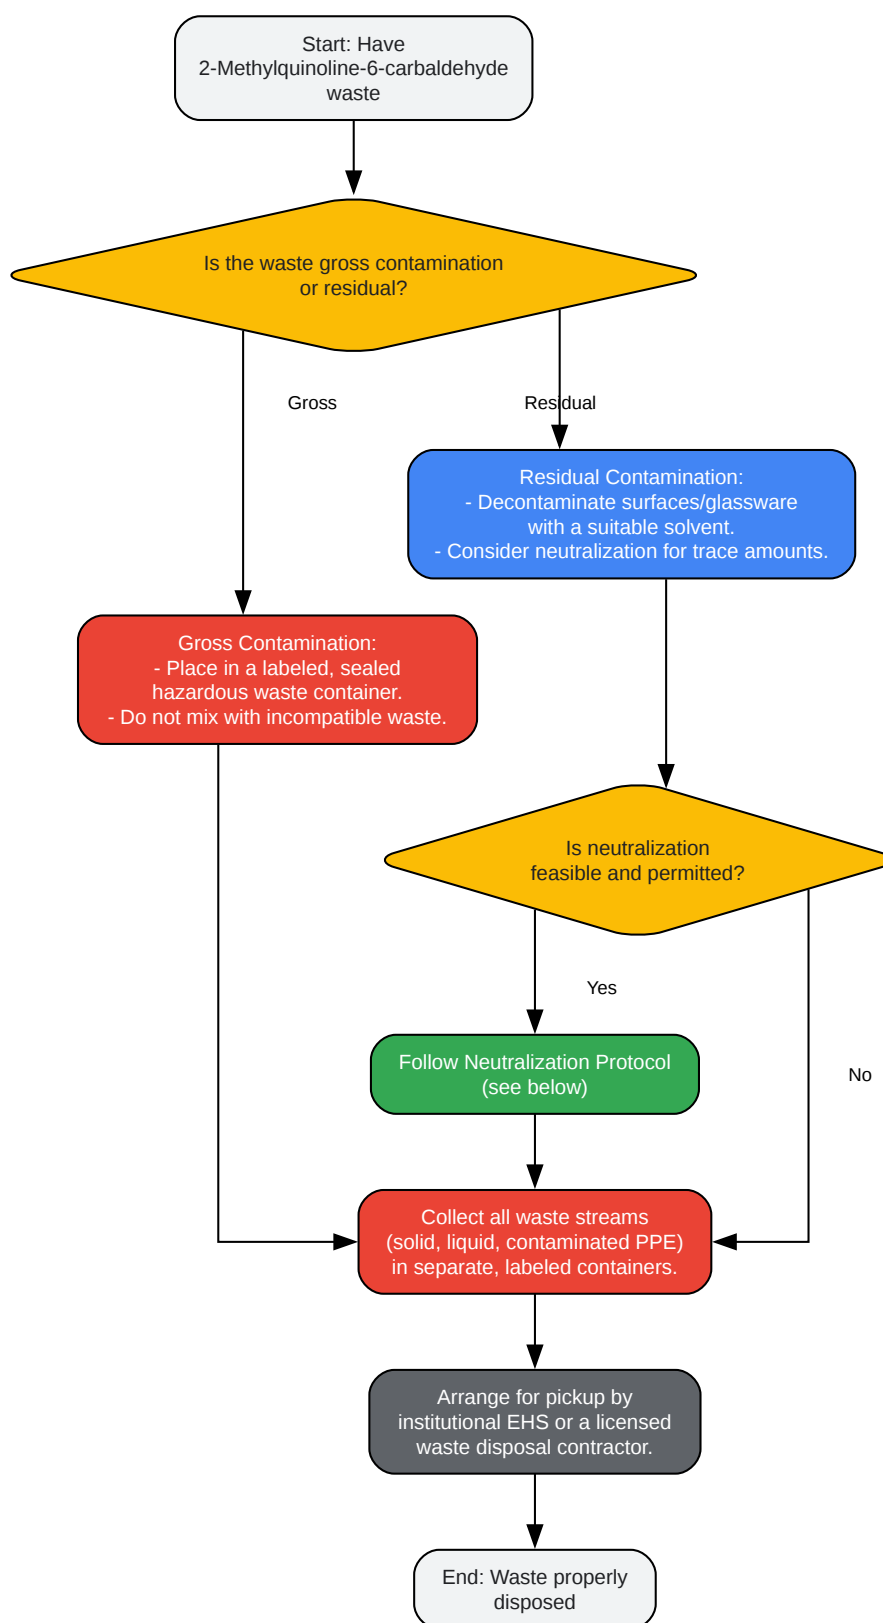 Start: Have
2-Methylquinoline-6-carbaldehyde
waste
Is the waste gross contamination
or residual?
Gross
Residual
Residual Contamination:
- Decontaminate surfaces/glassware
with a suitable solvent.
- Consider neutralization for trace amounts.
Gross Contamination:
- Place in a labeled, sealed
hazardous waste container.
- Do not mix with incompatible waste.
Is neutralization
feasible and permitted?
Yes
No
Follow Neutralization Protocol
(see below)
Collect all waste streams
(solid, liquid, contaminated PPE)
in separate, labeled containers.
Arrange for pickup by
institutional EHS or a licensed
waste disposal contractor.
End: Waste properly
disposed